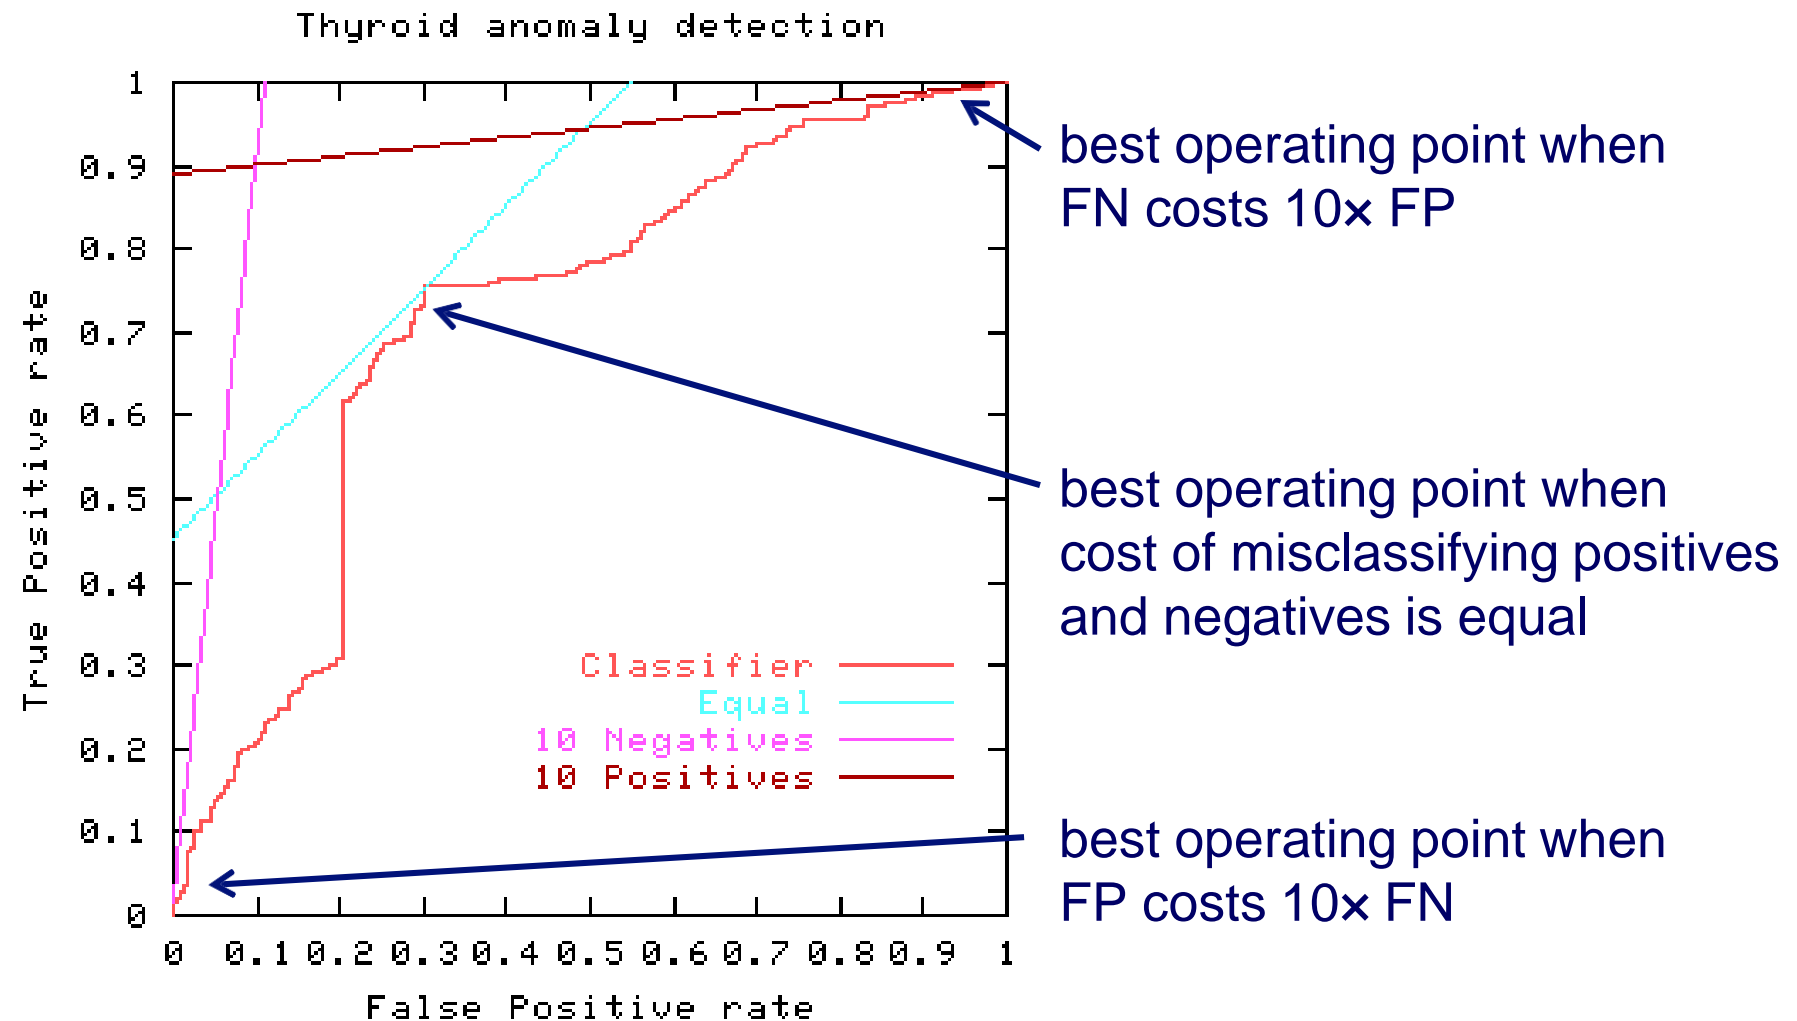 Thyroid anomaly detection
1
0.9
0.8
0.7
0.6
0.5
0.4
0.3
0.2
0.1
0
True Positive rate
0 0.1 0.2 0.3 0.4 0.5 0.6 0.7 0.8 0.9 1
False Positive rate
Classifier
Equal
10 Negatives
10 Positives
best operating point when
FN costs 10× FP
best operating point when
cost of misclassifying positives
and negatives is equal
best operating point when
FP costs 10× FN